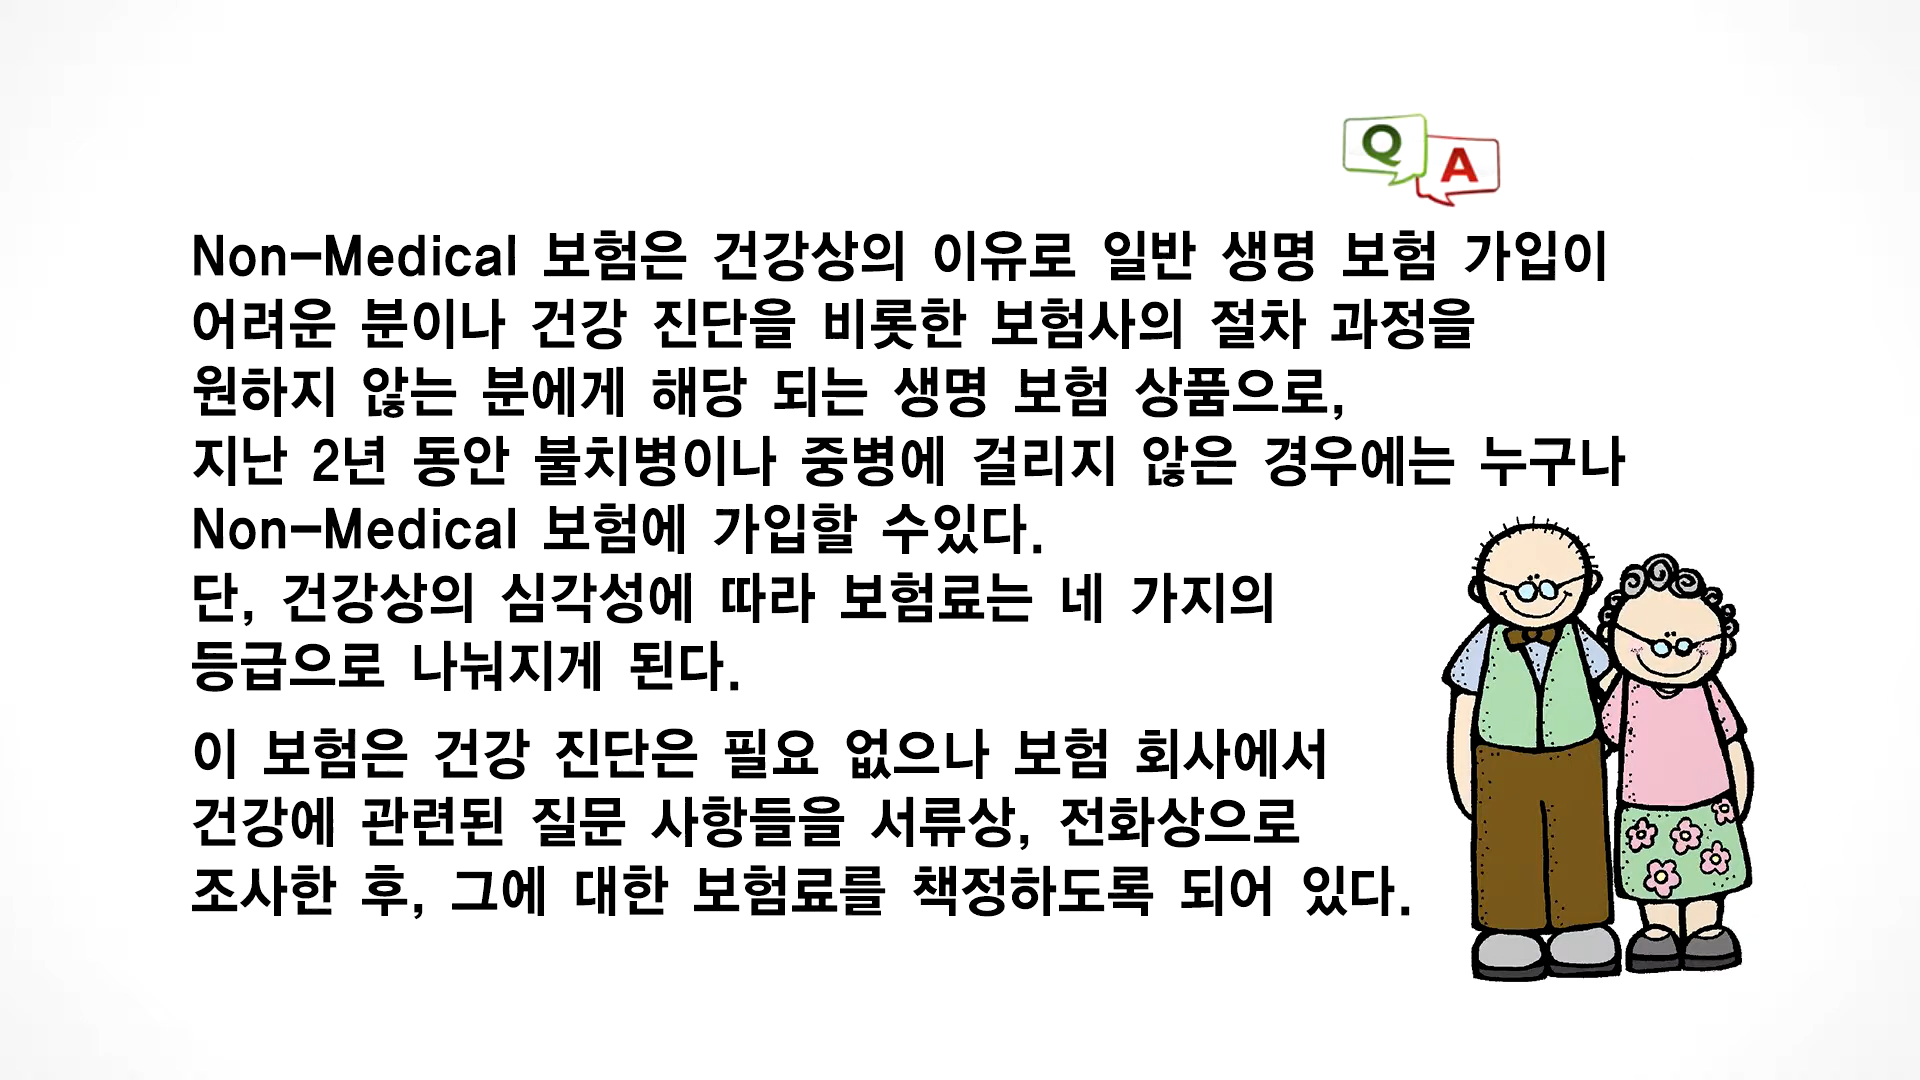 Q
A
Non-Medical 보험은 건강상의 이유로 일반 생명 보험 가입이
어려운 분이나 건강 진단을 비롯한 보험사의 절차 과정을
원하지 않는 분에게 해당 되는 생명 보험 상품으로,
지난 2년 동안 불치병이나 중병에 걸리지 않은 경우에는 누구나
Non-Medical 보험에 가입할 수있다.
단, 건강상의 심각성에 따라 보험료는 네 가지의
등급으로 나눠지게 된다.
이 보험은 건강 진단은 필요 없으나 보험 회사에서
건강에 관련된 질문 사항들을 서류상, 전화상으로
조사한 후, 그에 대한 보험료를 책정하도록 되어 있다.